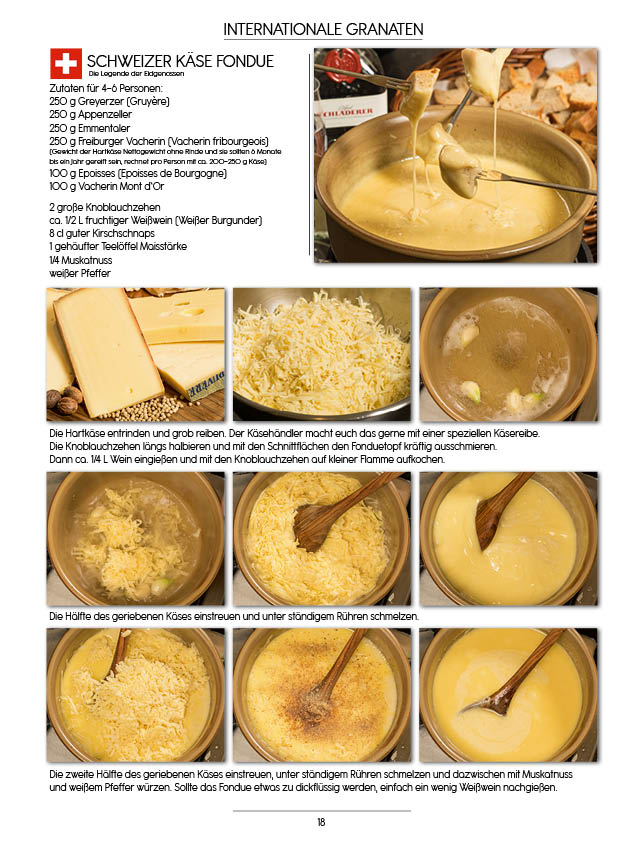 INTERNATIONALE GRANATEN
SCHWEIZER KÄSE FONDUE
Die Legende der Eidgenossen
Zutaten für 4-6 Personen:
250 g Greyerzer (Gruyère)
250 g Appenzeller
250 g Emmentaler
250 g Freiburger Vacherin (Vacherin fribourgeois)
(Gewicht der Hartkäse Nettogewicht ohne Rinde und sie sollten 6 Monate
bis ein Jahr gereift sein, rechnet pro Person mit ca. 200-250 g Käse)
100 g Epoisses (Epoisses de Bourgogne)
100 g Vacherin Mont d'Or
2 große Knoblauchzehen
ca. 1/2 L fruchtiger Weißwein (Weißer Burgunder)
8 cl guter Kirschschnaps
1 gehäufter Teelöffel Maisstärke
1/4 Muskatnuss
weißer Pfeffer
SCHLADERER
Die Hartkäse entrinden und grob reiben. Der Käsehändler macht euch das gerne mit einer speziellen Käsereibe.
Die Knoblauchzehen längs halbieren und mit den Schnittflächen den Fonduetopf kräftig ausschmieren.
Dann ca. 1/4 L Wein eingießen und mit den Knoblauchzehen auf kleiner Flamme aufkochen.
Die Hälfte des geriebenen Käses einstreuen und unter ständigem Rühren schmelzen.
Die zweite Hälfte des geriebenen Käses einstreuen, unter ständigem Rühren schmelzen und dazwischen mit Muskatnuss
und weißem Pfeffer würzen. Sollte das Fondue etwas zu dickflüssig werden, einfach ein wenig Weißwein nachgießen.
18